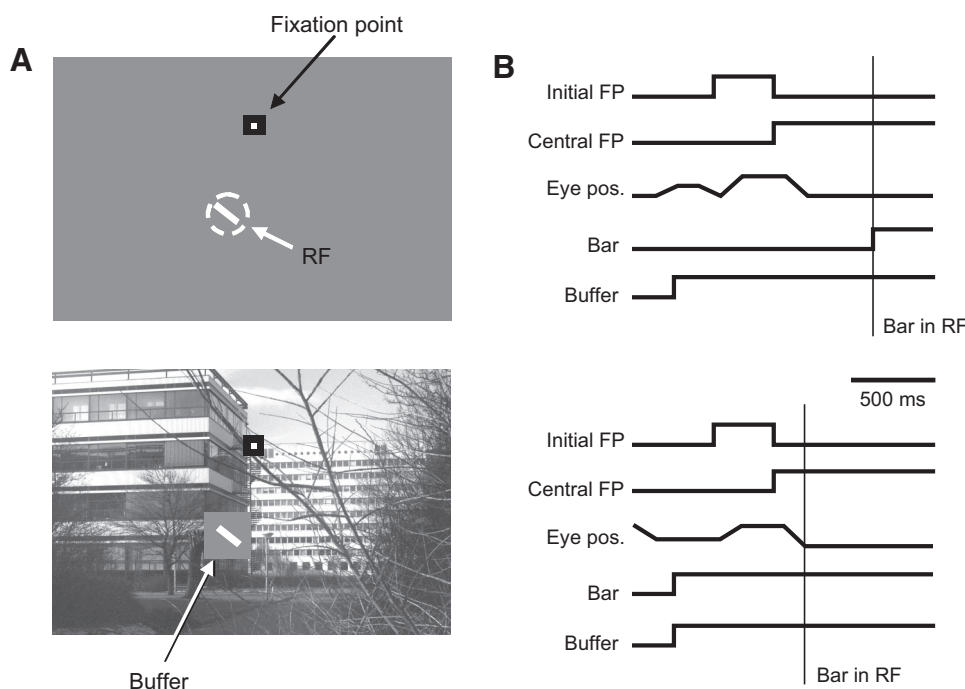 A
Fixation point
RF
Buffer
B
Initial FP
Central FP
Eye pos.
Bar
Buffer
Bar in RF
500 ms
Initial FP
Central FP
Eye pos.
Bar
Buffer
Bar in RF